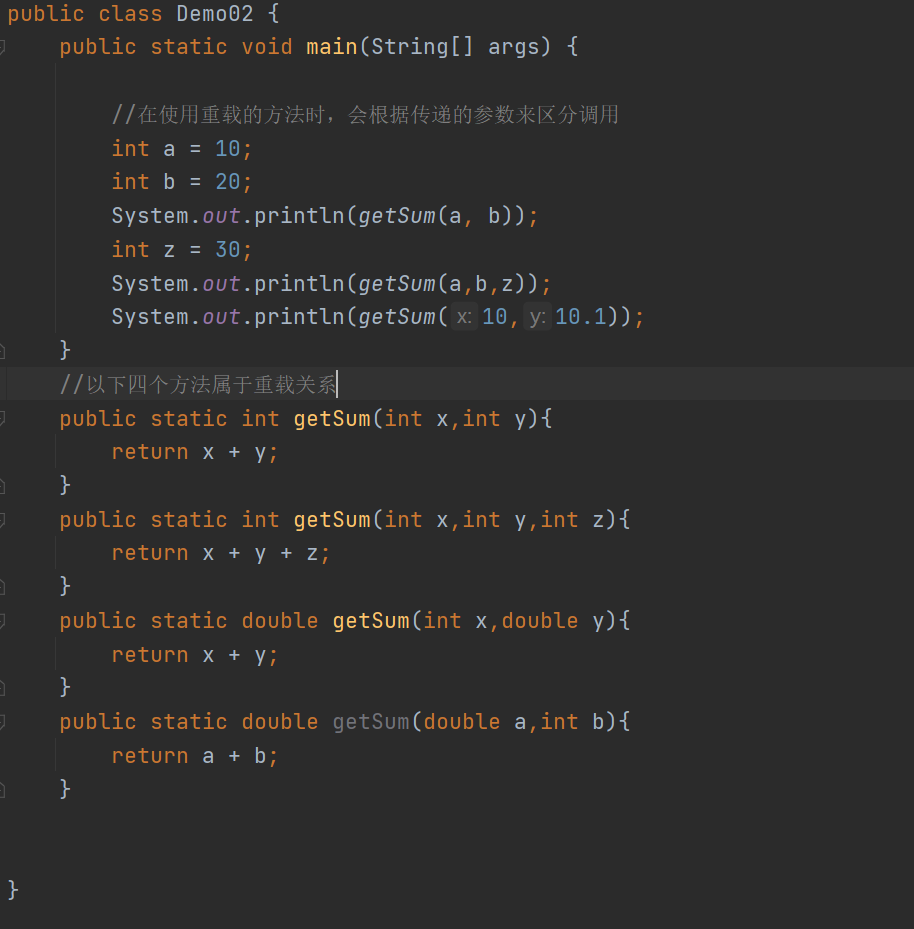 public class Demo02 {
public static void main(String[] args) {
//在使用重载的方法时，会根据传递的参数来区分调用
int a = 10;
int b = 20;
System.out.println(getSum(a, b));
int z = 30;
System.out.println(getSum(a,b,z));
System.out.println(getSum( x: 10, y: 10.1));
}
//以下四个方法属于重载关系
public static int getSum(int x,int y){
return x + y;
}
public static int getSum(int x,int y,int z){
return x + y + z;
}
public static double getSum(int x,double y){
return x + y;
}
public static double getSum(double a,int b){
return a + b;
}
}